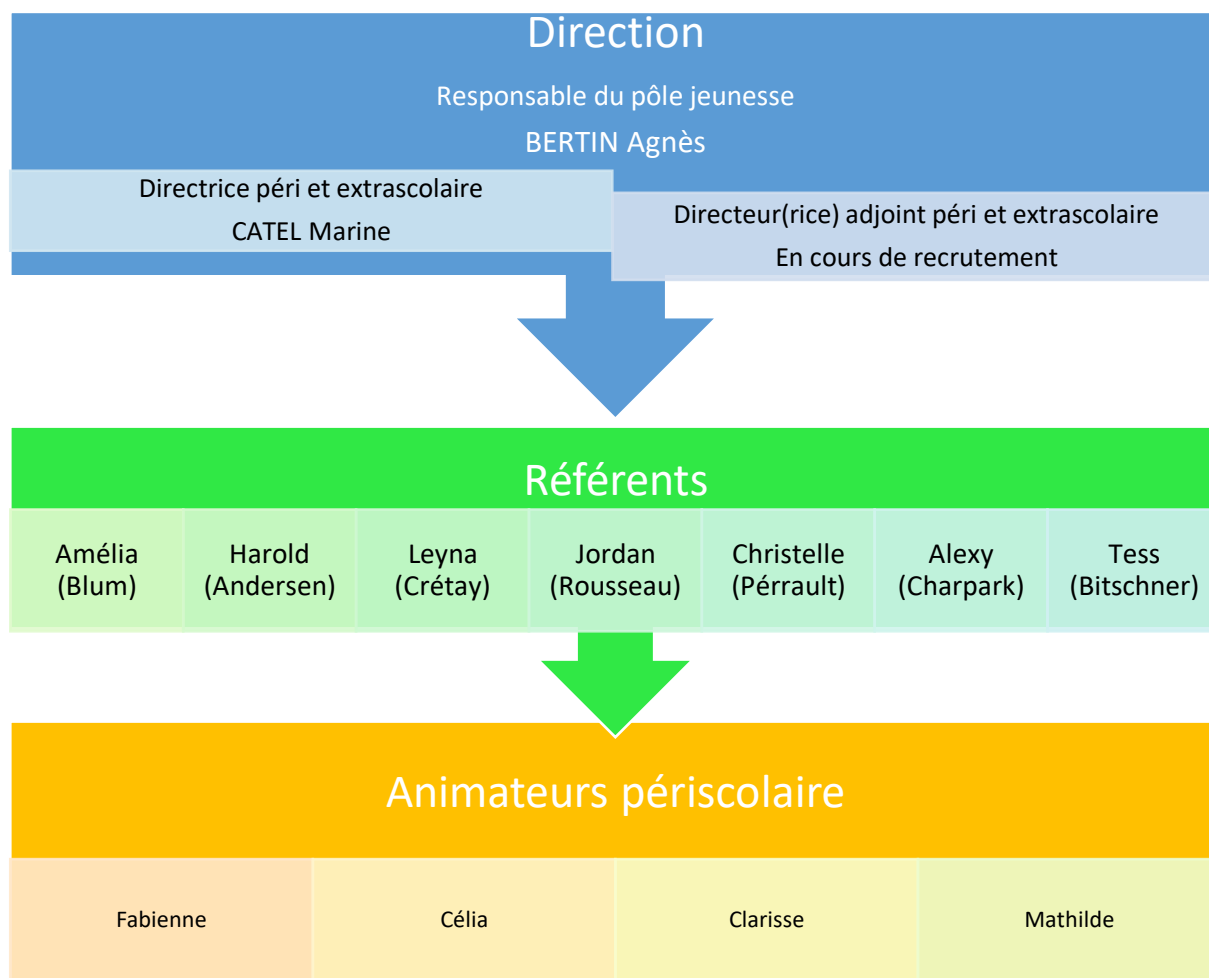 Direction
Responsable du pôle jeunesse
BERTIN Agnès
Directrice péri et extrascolaire
CATEL Marine
Directeur(rice) adjoint péri et extrascolaire
En cours de recrutement
Référents
Amélia
(Blum)
Harold
(Andersen)
Leyna
(Crétay)
Jordan
(Rousseau)
Christelle
(Pérrault)
Alexy
(Charpark)
Tess
(Bitschner)
Animateurs périscolaire
Fabienne
Célia
Clarisse
Mathilde